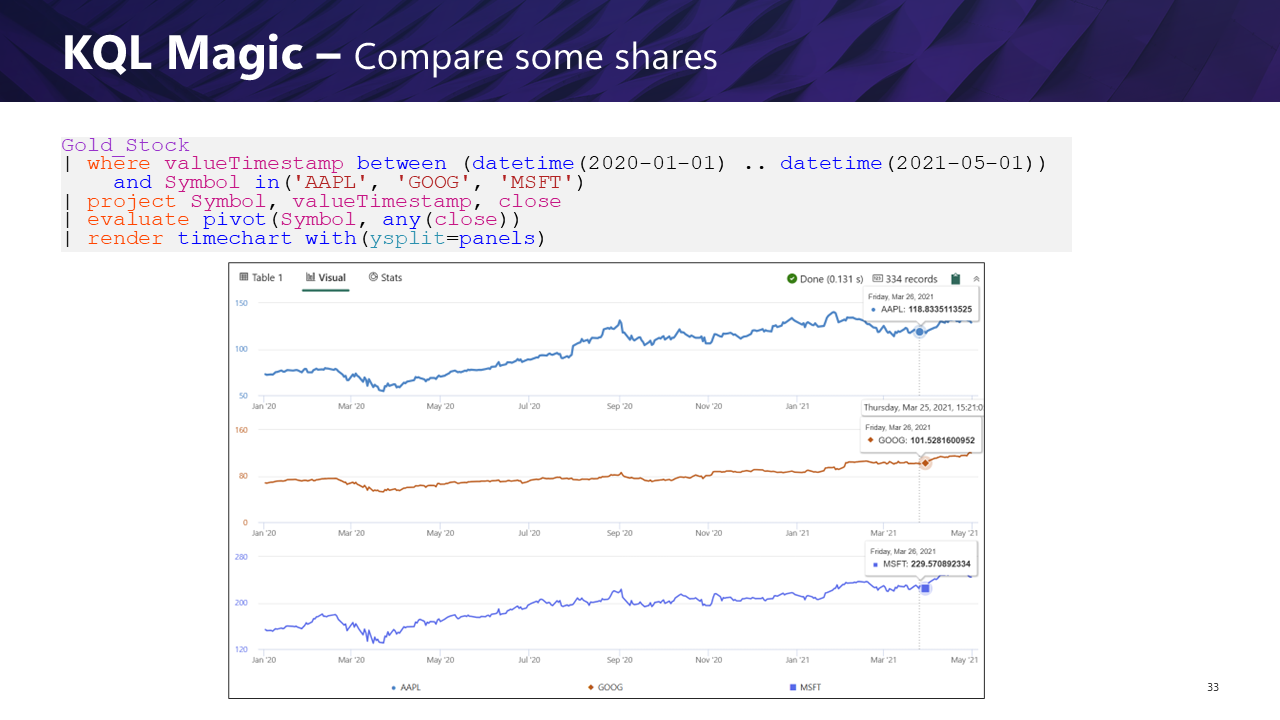 KQL Magic – Compare some shares
Gold_Stock
| where valueTimestamp between (datetime(2020-01-01) .. datetime(2021-05-01))
    and Symbol in('AAPL', 'GOOG', 'MSFT')
| project Symbol, valueTimestamp, close
| evaluate pivot(Symbol, any(close))
| render timechart with(ysplit=panels)
Table 1 Visual Stats Done (0.131 s) 334 records
150
Friday, Mar 26, 2021
AAPL: 118.8335113525
100
50
Jan '20 Mar '20 May '20 Jul '20 Sep '20 Nov '20 Jan '21
Thursday, Mar 25, 2021, 15:21:0
160
Friday, Mar 26, 2021
GOOG: 101.5281600952
80
0
Jan '20 Mar '20 May '20 Jul '20 Sep '20 Nov '20 Jan '21 Mar '21 May '21
280
Friday, Mar 26, 2021
MSFT: 229.570892334
200
120
Jan '20 Mar '20 May '20 Jul '20 Sep '20 Nov '20 Jan '21 Mar '21 May '21
AAPL GOOG MSFT
33